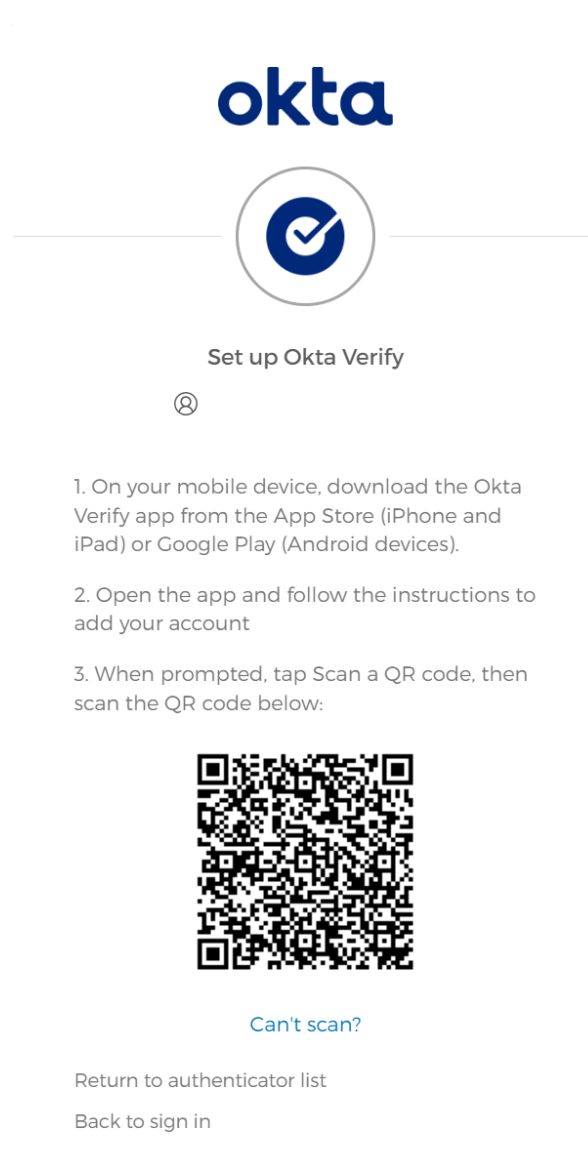 okta
Set up Okta Verify
1. On your mobile device, download the Okta
Verify app from the App Store (iPhone and
iPad) or Google Play (Android devices).
2. Open the app and follow the instructions to
add your account
3. When prompted, tap Scan a QR code, then
scan the QR code below:
Can't scan?
Return to authenticator list
Back to sign in